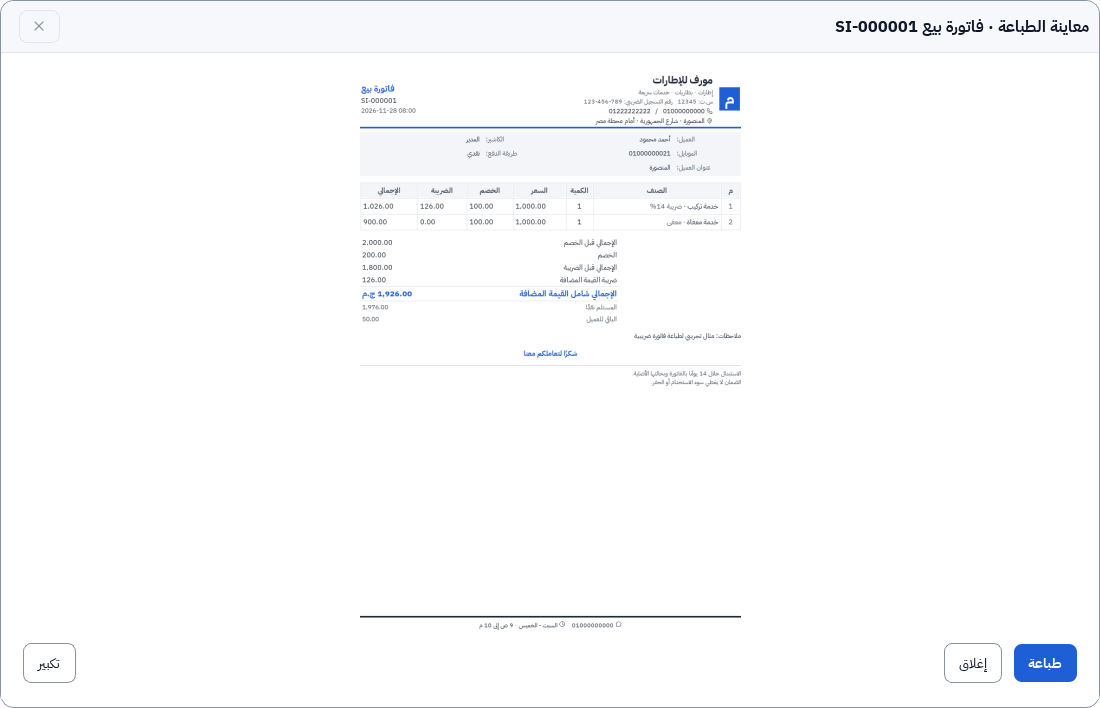 معاينة الطباعة · فاتورة بيع SI-000001
مورف للإطارات
إطارات · بطاريات · خدمات سريعة
س.ت: 12345 رقم التسجيل الضريبي: 789-456-123
01000000000 / 01222222222
المنصورة · شارع الجمهورية · أمام محطة مصر
م
فاتورة بيع
SI-000001
2026-11-28 08:00
العميل: أحمد محمود
الكاشير: المدير
الموبايل: 01000000021
طريقة الدفع: نقدي
عنوان العميل: المنصورة
م الصنف الكمية السعر الخصم الضريبة الإجمالي
1 خدمة تركيب · ضريبة 14% 1 1,000.00 100.00 126.00 1,026.00
2 خدمة معفاة · معفى 1 1,000.00 100.00 0.00 900.00
الإجمالي قبل الخصم 2,000.00
الخصم 200.00
الإجمالي قبل الضريبة 1,800.00
ضريبة القيمة المضافة 126.00
الإجمالي شامل القيمة المضافة 1,926.00 ج.م
المستلم نقدًا 1,976.00
الباقي للعميل 50.00
ملاحظات: مثال تجريبي لطباعة فاتورة ضريبية
شكرًا لتعاملكم معنا
الاستبدال خلال 14 يومًا بالفاتورة وبحالتها الأصلية.
الضمان لا يغطي سوء الاستخدام أو الحفر.
01000000000 السبت - الخميس · 9 ص إلى 10 م
طباعة
إغلاق
تكبير